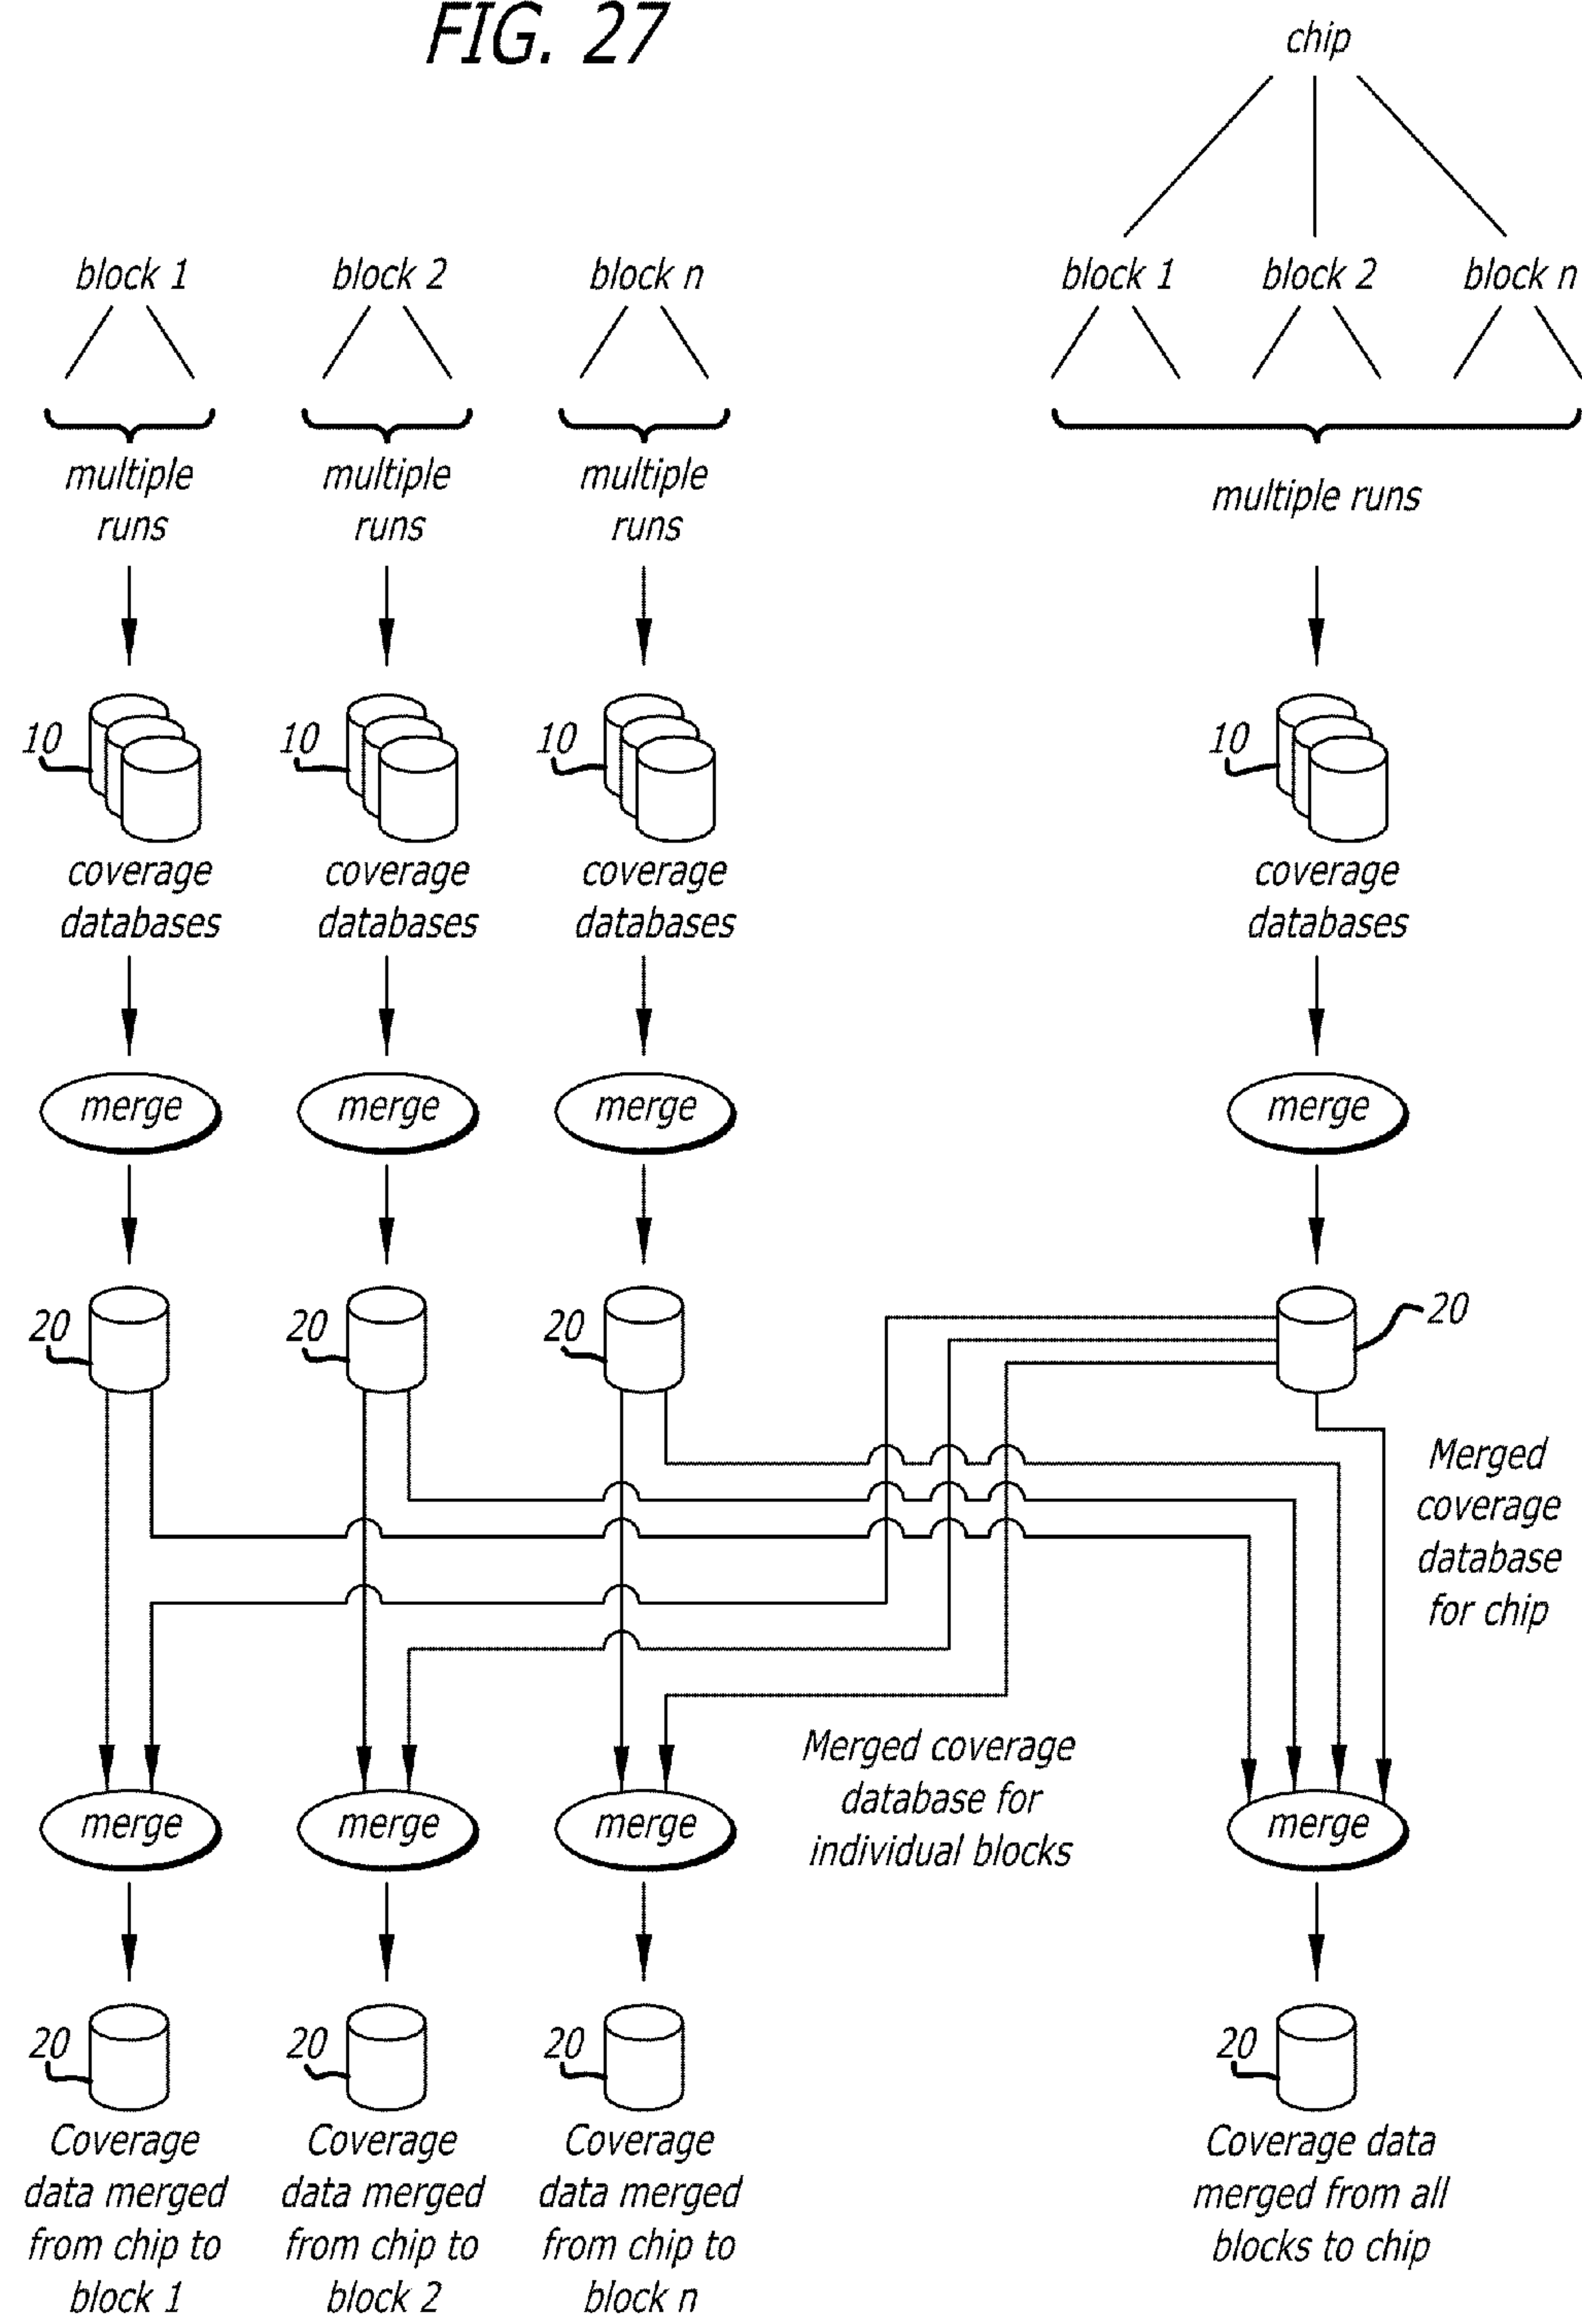 FIG. 27
chip
block 1
block 2
block n
block 1
block 2
block n
multiple
runs
multiple
runs
multiple
runs
multiple runs
10
10
10
10
coverage
databases
coverage
databases
coverage
databases
coverage
databases
merge
merge
merge
merge
20
20
20
20
Merged
coverage
database
for chip
Merged coverage
database for
individual blocks
merge
merge
merge
merge
20
20
20
20
Coverage
data merged
from chip to
block 1
Coverage
data merged
from chip to
block 2
Coverage
data merged
from chip to
block n
Coverage data
merged from all
blocks to chip